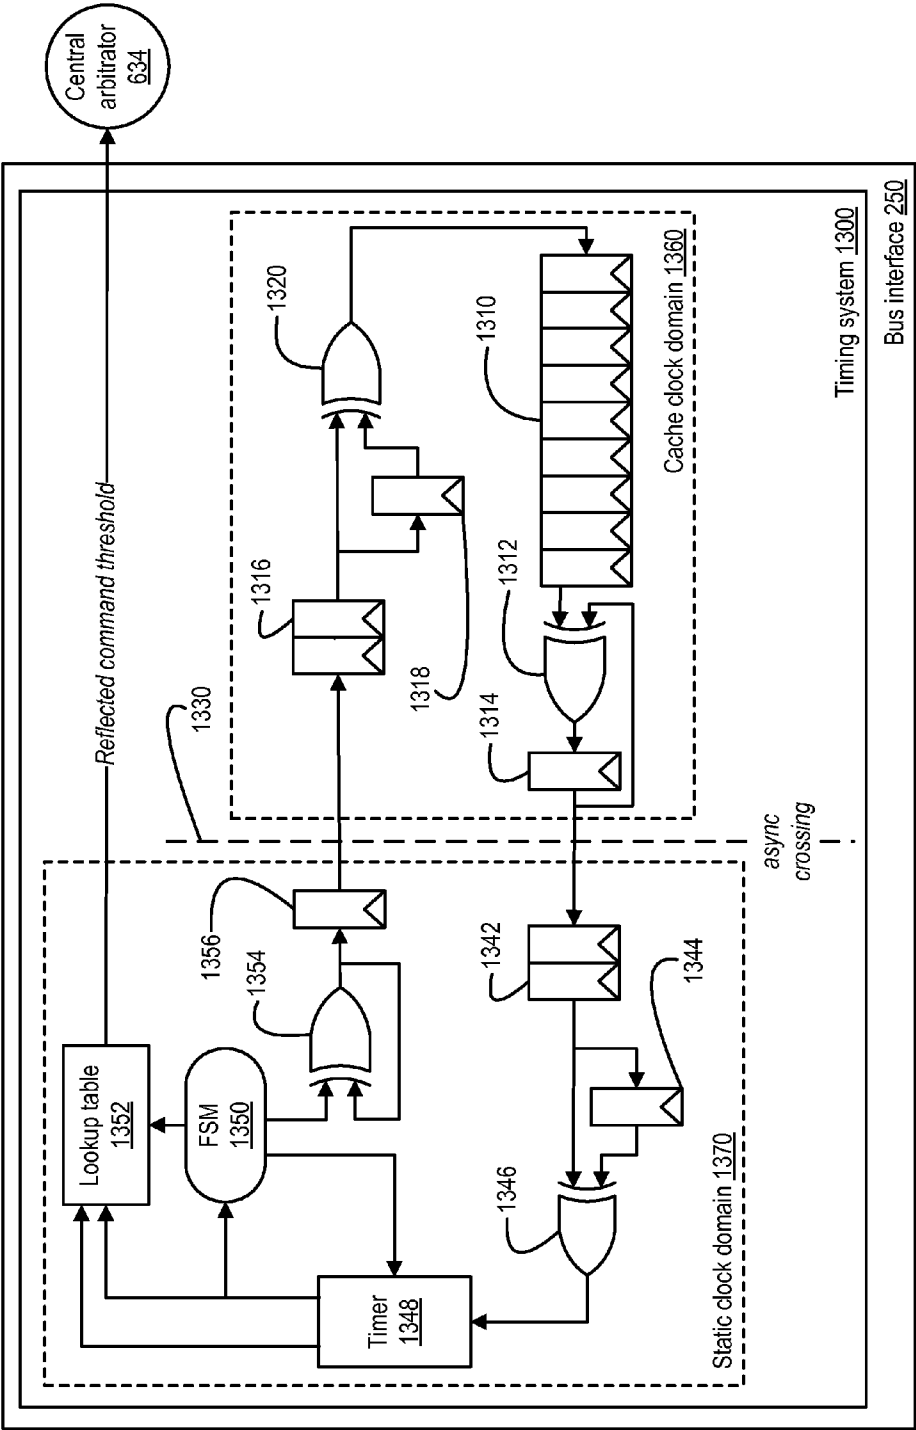 Central
arbitrator
634
Reflected command threshold
Bus interface 250
Timing system 1300
Cache clock domain 1360
1320
1310
1316
1318
1312
1314
1330
async
crossing
Static clock domain 1370
Lookup table
1352
FSM
1350
1354
1356
1342
1344
1346
Timer
1348